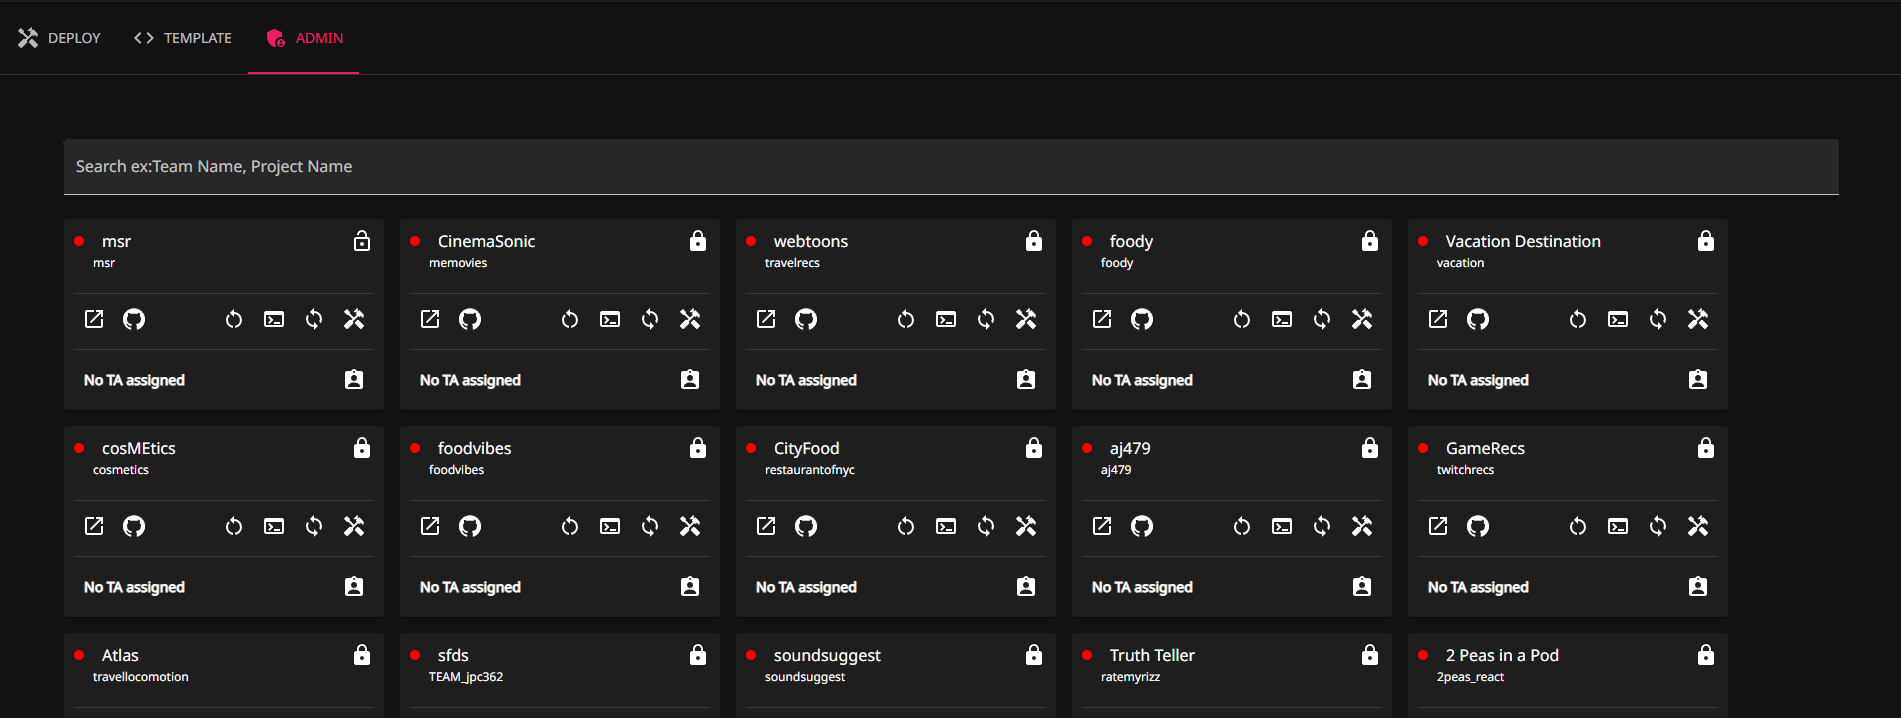 DEPLOY
TEMPLATE
ADMIN
Search ex:Team Name, Project Name
msr
msr
CinemaSonic
memovies
webtoons
travelrecs
foody
foody
Vacation Destination
vacation
No TA assigned
No TA assigned
No TA assigned
No TA assigned
No TA assigned
cosMEtics
cosmetics
foodvibes
foodvibes
CityFood
restaurantofnyc
aj479
aj479
GameRecs
twitchrecs
No TA assigned
No TA assigned
No TA assigned
No TA assigned
No TA assigned
Atlas
travellocomotion
sfds
TEAM_jpc362
soundsuggest
soundsuggest
Truth Teller
ratemyrizz
2 Peas in a Pod
2peas_react